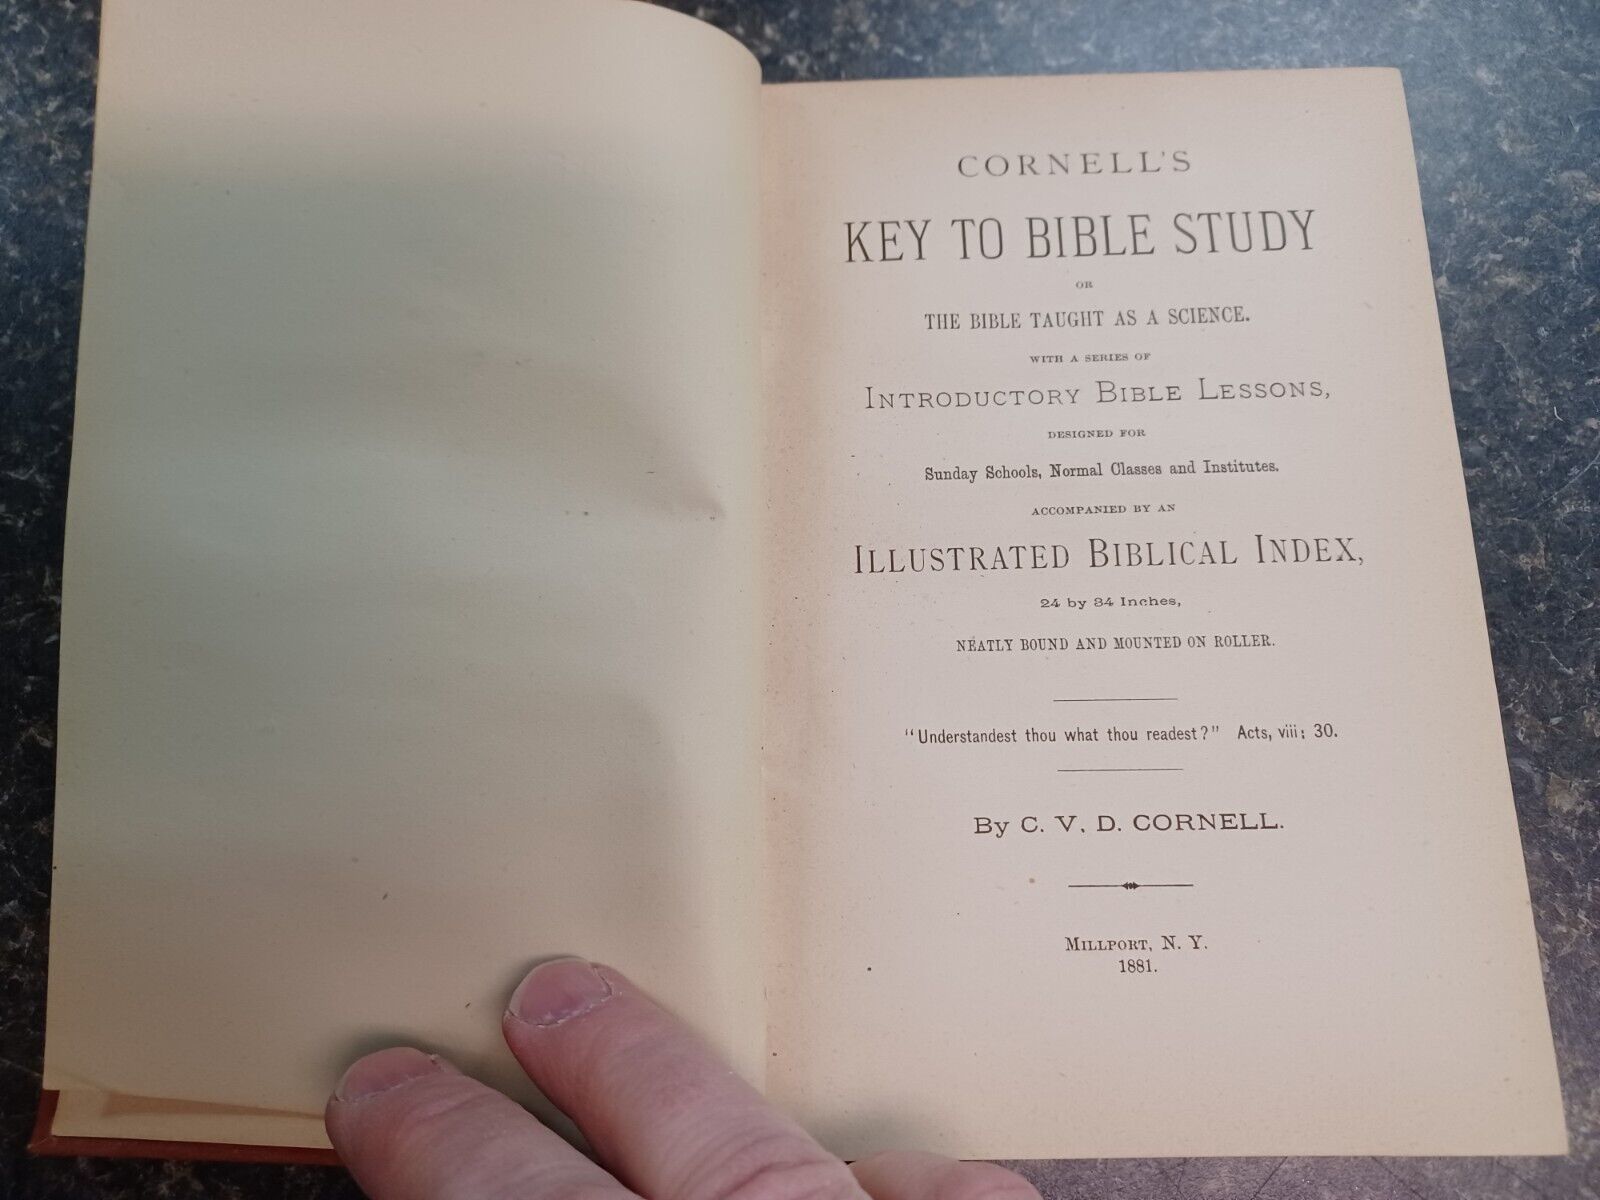 CORNELL'S
KEY TO BIBLE STUDY
OR
THE BIBLE TAUGHT AS A SCIENCE.
WITH A SERIES OF
INTRODUCTORY BIBLE LESSONS,
DESIGNED FOR
Sunday Schools, Normal Classes and Institutes.
ACCOMPANIED BY AN
ILLUSTRATED BIBLICAL INDEX,
24 by 34 Inches,
NEATLY BOUND AND MOUNTED ON ROLLER.
"Understandest thou what thou readest?" Acts, viii: 30.
By C. V. D. CORNELL.
MILLPORT, N. Y.
1881.